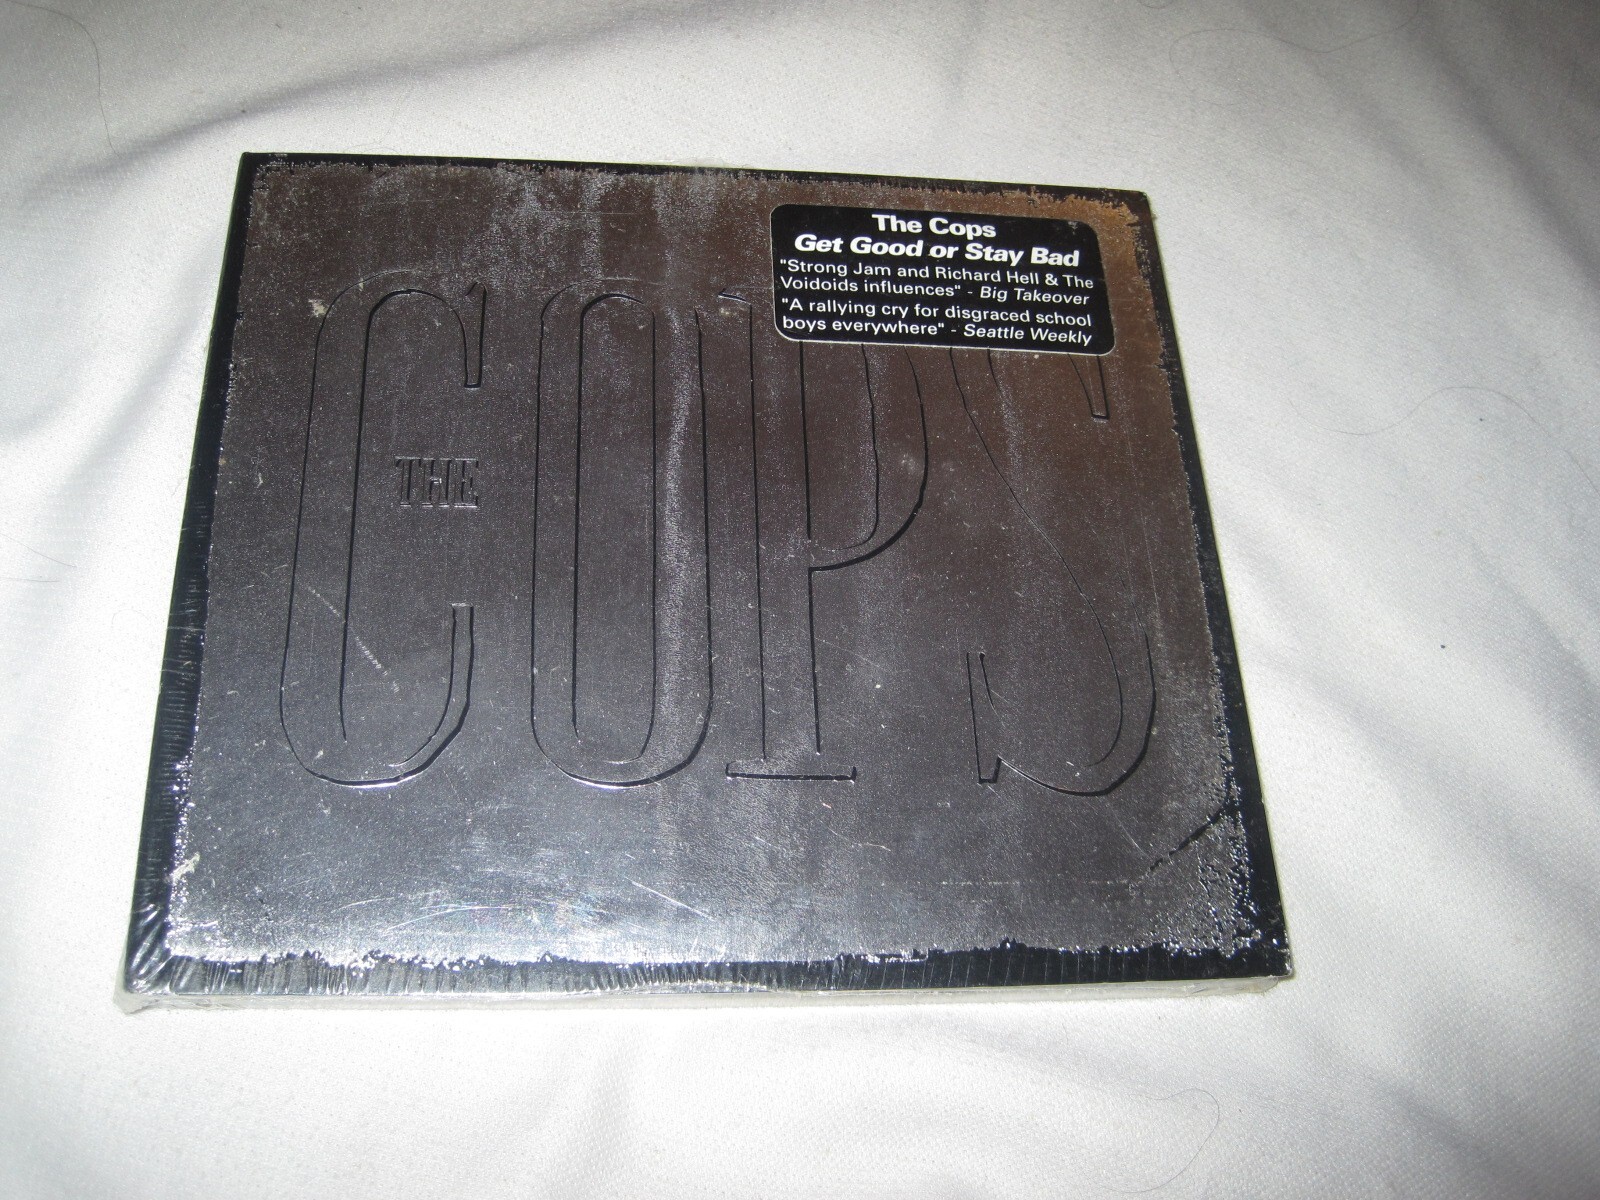 The Cops
Get Good or Stay Bad
"Strong Jam and Richard Hell & The
Voidoids influences" - Big Takeover
"A rallying cry for disgraced school
boys everywhere" - Seattle Weekly
THE
COPS